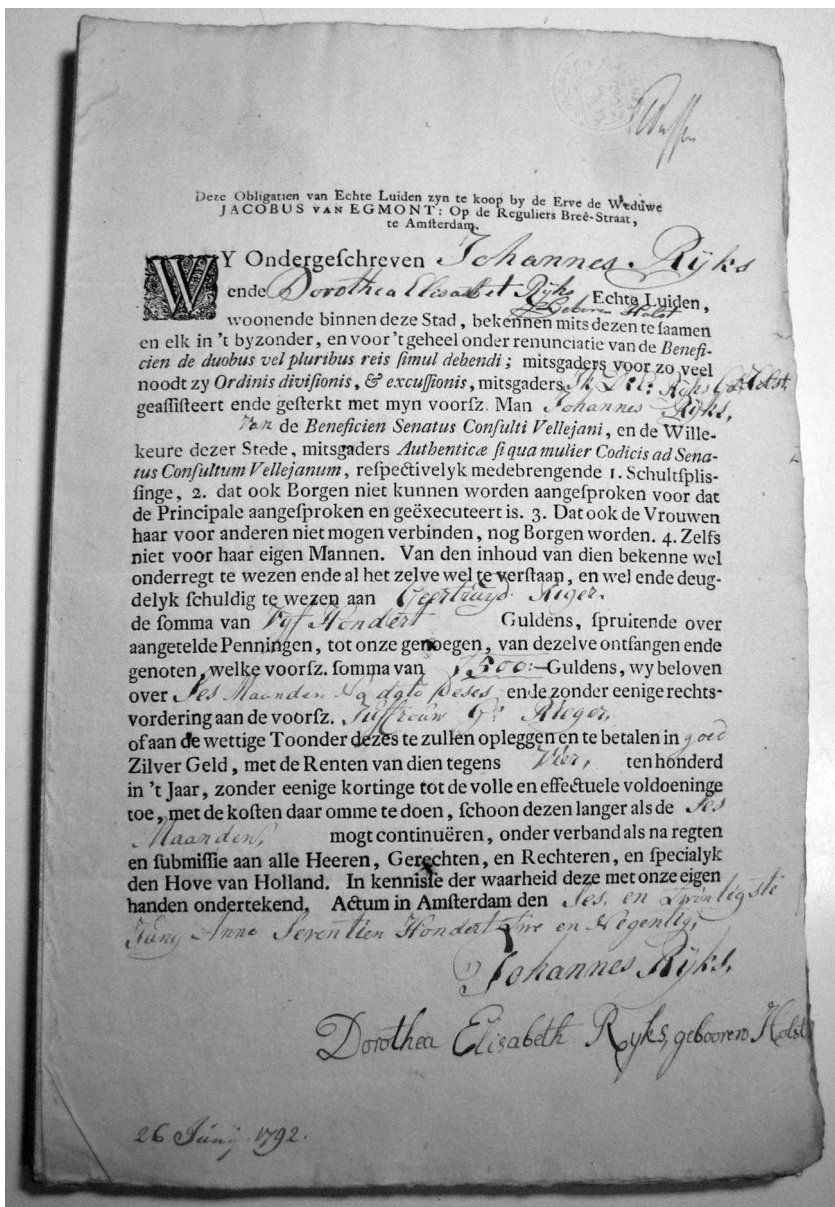 Deze Obligatien van Echte Luiden zyn te koop by de Erve de Weduwe
JACOBUS VAN EGMONT: Op de Reguliers Breê-Straat,
te Amſterdam.
WY Ondergeſchreven Johannes Rÿks
ende Dorothea Elisabet Rÿks Echte Luiden,
Geboren Holst
woonende binnen deze Stad, bekennen mits dezen te ſaamen
en elk in 't byzonder, en voor 't geheel onder renunciatie van de Benefi-
cien de duobus vel pluribus reis ſimul debendi; mitsgaders voor zo veel
noodt zy Ordinis diviſionis, & excuſſionis, mitsgaders Rÿks Holst,
geaſſiſteert ende geſterkt met myn voorſz. Man Johannes Rÿks,
Van de Beneficien Senatus Conſulti Vellejani, en de Wille-
keure dezer Stede, mitsgaders Authenticæ ſi qua mulier Codicis ad Sena-
tus Conſultum Vellejanum, reſpectivelyk medebrengende 1. Schultſpliſ-
ſinge, 2. dat ook Borgen niet kunnen worden aangeſproken voor dat
de Principale aangeſproken en geëxecuteert is. 3. Dat ook de Vrouwen
haar voor anderen niet mogen verbinden, nog Borgen worden. 4. Zelfs
niet voor haar eigen Mannen. Van den inhoud van dien bekenne wel
onderregt te wezen ende al het zelve wel te verſtaan, en wel ende deug-
delyk ſchuldig te wezen aan Geertruyd Rieger.
de ſomma van Vyf Hondert Guldens, ſpruitende over
aangetelde Penningen, tot onze genoegen, van dezelve ontfangen ende
genoten, welke voorſz. ſomma van ƒ500:— Guldens, wy beloven
over Ses Maanden Na dato Deses ende zonder eenige rechts-
vordering aan de voorſz. Juffrouw G: Rieger,
of aan de wettige Toonder dezes te zullen opleggen en te betalen in goed
Zilver Geld, met de Renten van dien tegens Vier, ten honderd
in 't Jaar, zonder eenige kortinge tot de volle en effectuele voldoeninge
toe, met de koſten daar omme te doen, ſchoon dezen langer als de Ses
Maanden, mogt continuëren, onder verband als na regten
en ſubmiſſie aan alle Heeren, Gerechten, en Rechteren, en ſpecialyk
den Hove van Holland. In kenniſſe der waarheid deze met onze eigen
handen ondertekend, Actum in Amſterdam den Ses, en Twintigste
Juny Anno Seventien Hondert Twe en Negentig,
Johannes Rÿks,
Dorothea Elisabeth Ryks, gebooren Holst
26 Junÿ 1792.